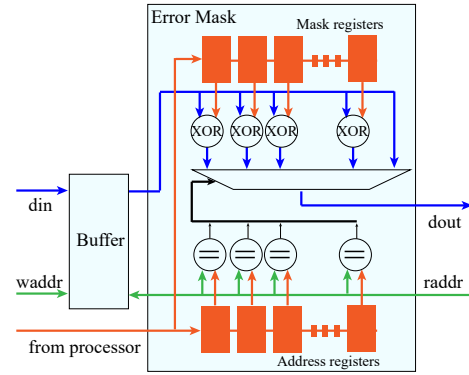 Error Mask
Mask registers
XOR XOR XOR XOR
din
Buffer
dout
waddr
raddr
from processor
Address registers